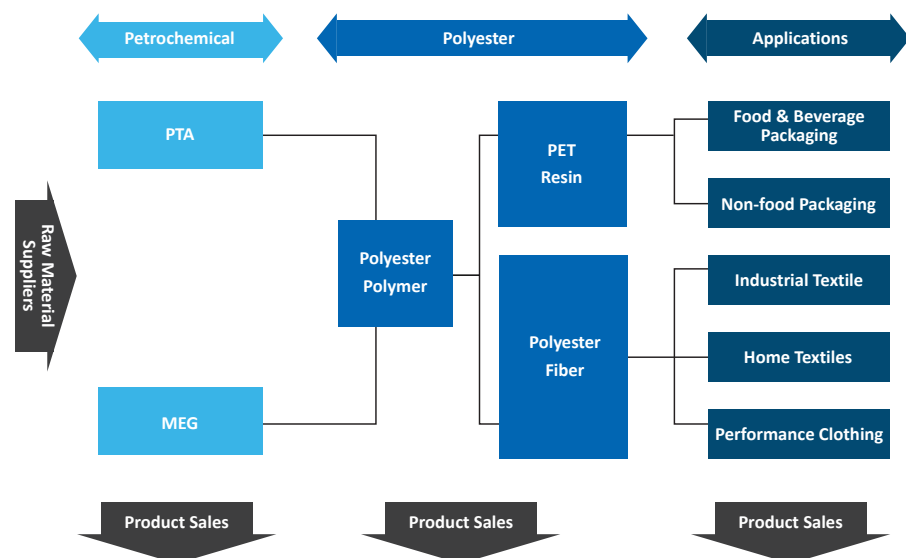 Petrochemical
Polyester
Applications
PTA
PET
Resin
Food & Beverage
Packaging
Non-food Packaging
Raw Material
Suppliers
Polyester
Polymer
Industrial Textile
Polyester
Fiber
Home Textiles
MEG
Performance Clothing
Product Sales
Product Sales
Product Sales